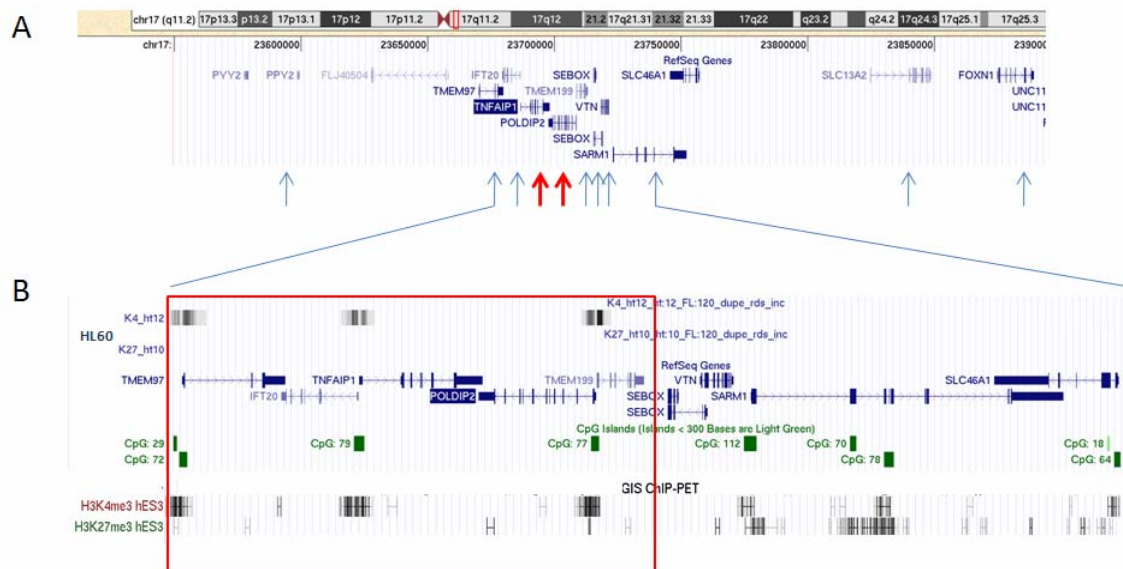 A
chr17 (q11.2) 17p13.3 p13.2 17p13.1 17p12 17p11.2 17q11.2 17q12 21.2 17q21.31 21.32 21.33 17q22 q23.2 q24.2 17q24.3 17q25.1 17q25.3
chr17: 23600000 23650000 23700000 23750000 23800000 23850000 23900
RefSeq Genes
PYY2 PPY2 FLJ40504 IFT20 SEBOX SLC46A1 SLC13A2 FOXN1
TMEM97 TMEM199 UNC11
TNFAIP1 VTN UNC11
POLDIP2
SEBOX
SARM1
B
K4_ht12 K4_ht12_ht:12_FL:120_dupe_rds_inc
HL60
K27_ht10_ht:10_FL:120_dupe_rds_inc
K27_ht10
RefSeq Genes
TMEM97 TNFAIP1 TMEM199 VTN SLC46A1
IFT20 POLDIP2 SEBOX SARM1
SEBOX
CpG Islands (Islands < 300 Bases are Light Green)
CpG: 29 CpG: 79 CpG: 77 CpG: 112 CpG: 70 CpG: 18
CpG: 72 CpG: 78 CpG: 64
GIS ChIP-PET
H3K4me3 hES3
H3K27me3 hES3